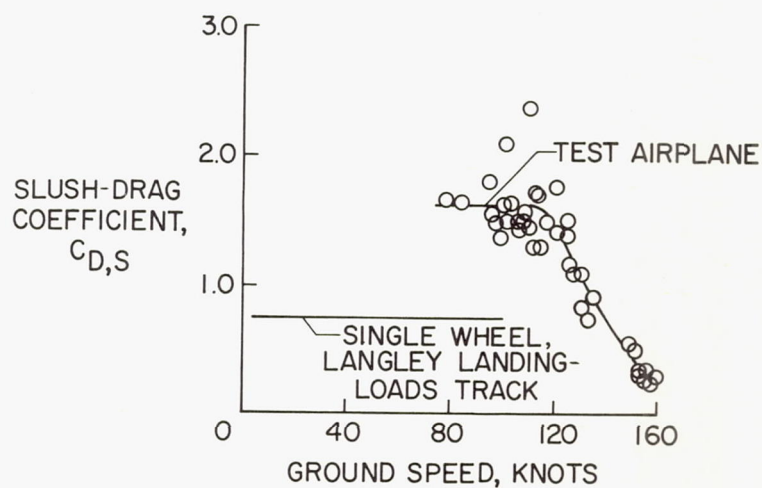 3.0
2.0
TEST AIRPLANE
SLUSH-DRAG
COEFFICIENT,
CD,S
1.0
SINGLE WHEEL,
LANGLEY LANDING-
LOADS TRACK
0 40 80 120 160
GROUND SPEED, KNOTS